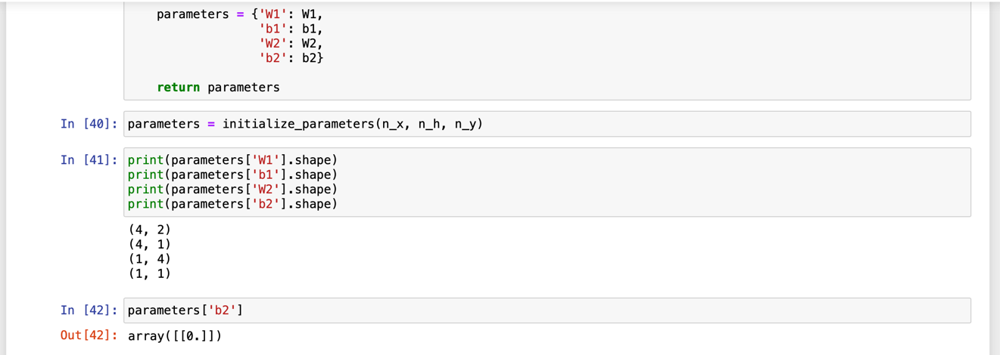 parameters = {'W1': W1,
'b1': b1,
'W2': W2,
'b2': b2}
return parameters
In [40]: parameters = initialize_parameters(n_x, n_h, n_y)
In [41]: print(parameters['W1'].shape)
print(parameters['b1'].shape)
print(parameters['W2'].shape)
print(parameters['b2'].shape)
(4, 2)
(4, 1)
(1, 4)
(1, 1)
In [42]: parameters['b2']
Out[42]: array([[0.]])